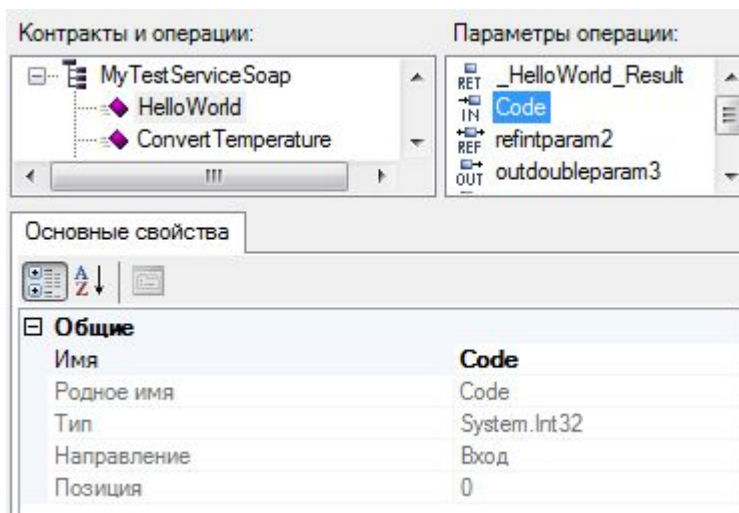 Контракты и операции:
MyTestServiceSoap
HelloWorld
ConvertTemperature
Параметры операции:
RET _HelloWorld_Result
IN Code
REF refintparam2
OUT outdoubleparam3
Основные свойства
A Z
Общие
Имя Code
Родное имя Code
Тип System.Int32
Направление Вход
Позиция 0